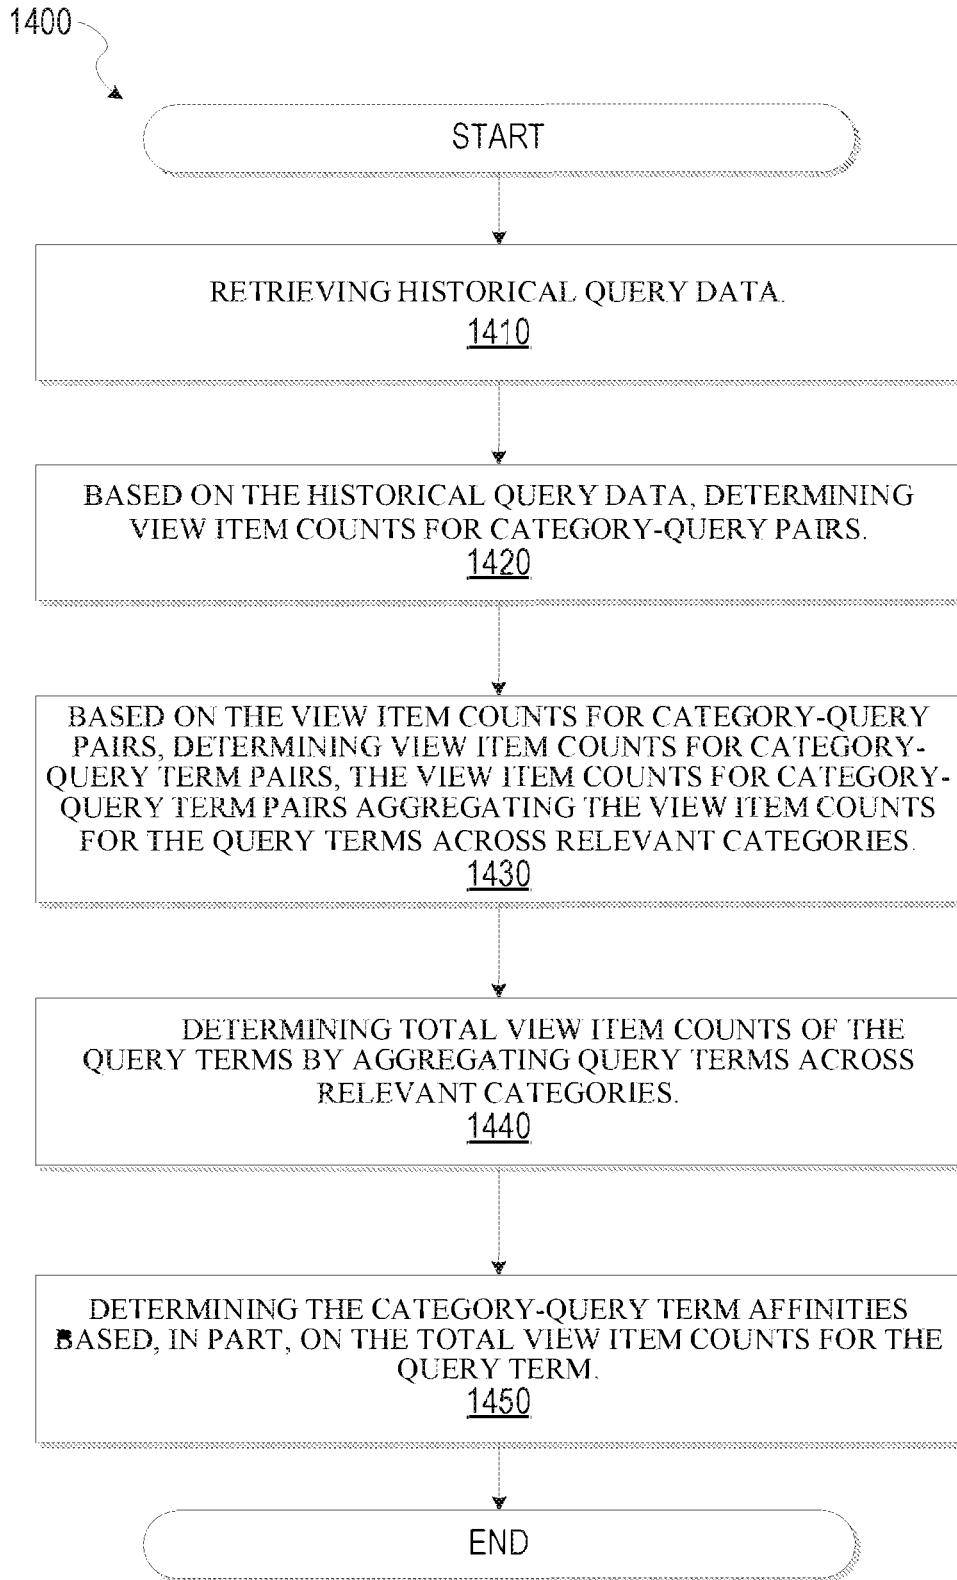 1400
START
RETRIEVING HISTORICAL QUERY DATA.
1410
BASED ON THE HISTORICAL QUERY DATA, DETERMINING
VIEW ITEM COUNTS FOR CATEGORY-QUERY PAIRS.
1420
BASED ON THE VIEW ITEM COUNTS FOR CATEGORY-QUERY
PAIRS, DETERMINING VIEW ITEM COUNTS FOR CATEGORY-
QUERY TERM PAIRS, THE VIEW ITEM COUNTS FOR CATEGORY-
QUERY TERM PAIRS AGGREGATING THE VIEW ITEM COUNTS
FOR THE QUERY TERMS ACROSS RELEVANT CATEGORIES.
1430
DETERMINING TOTAL VIEW ITEM COUNTS OF THE
QUERY TERMS BY AGGREGATING QUERY TERMS ACROSS
RELEVANT CATEGORIES.
1440
DETERMINING THE CATEGORY-QUERY TERM AFFINITIES
BASED, IN PART, ON THE TOTAL VIEW ITEM COUNTS FOR THE
QUERY TERM.
1450
END